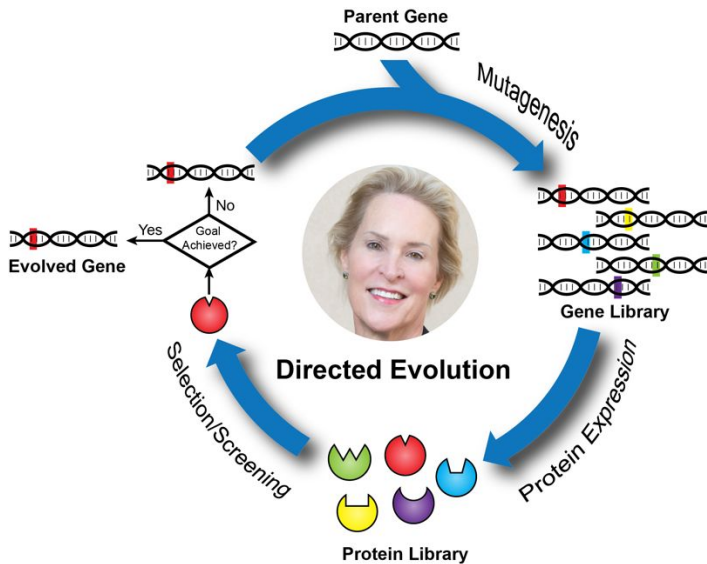 Parent Gene
Mutagenesis
Gene Library
Protein Expression
Protein Library
Selection/Screening
Goal
Achieved?
No
Yes
Evolved Gene
Directed Evolution